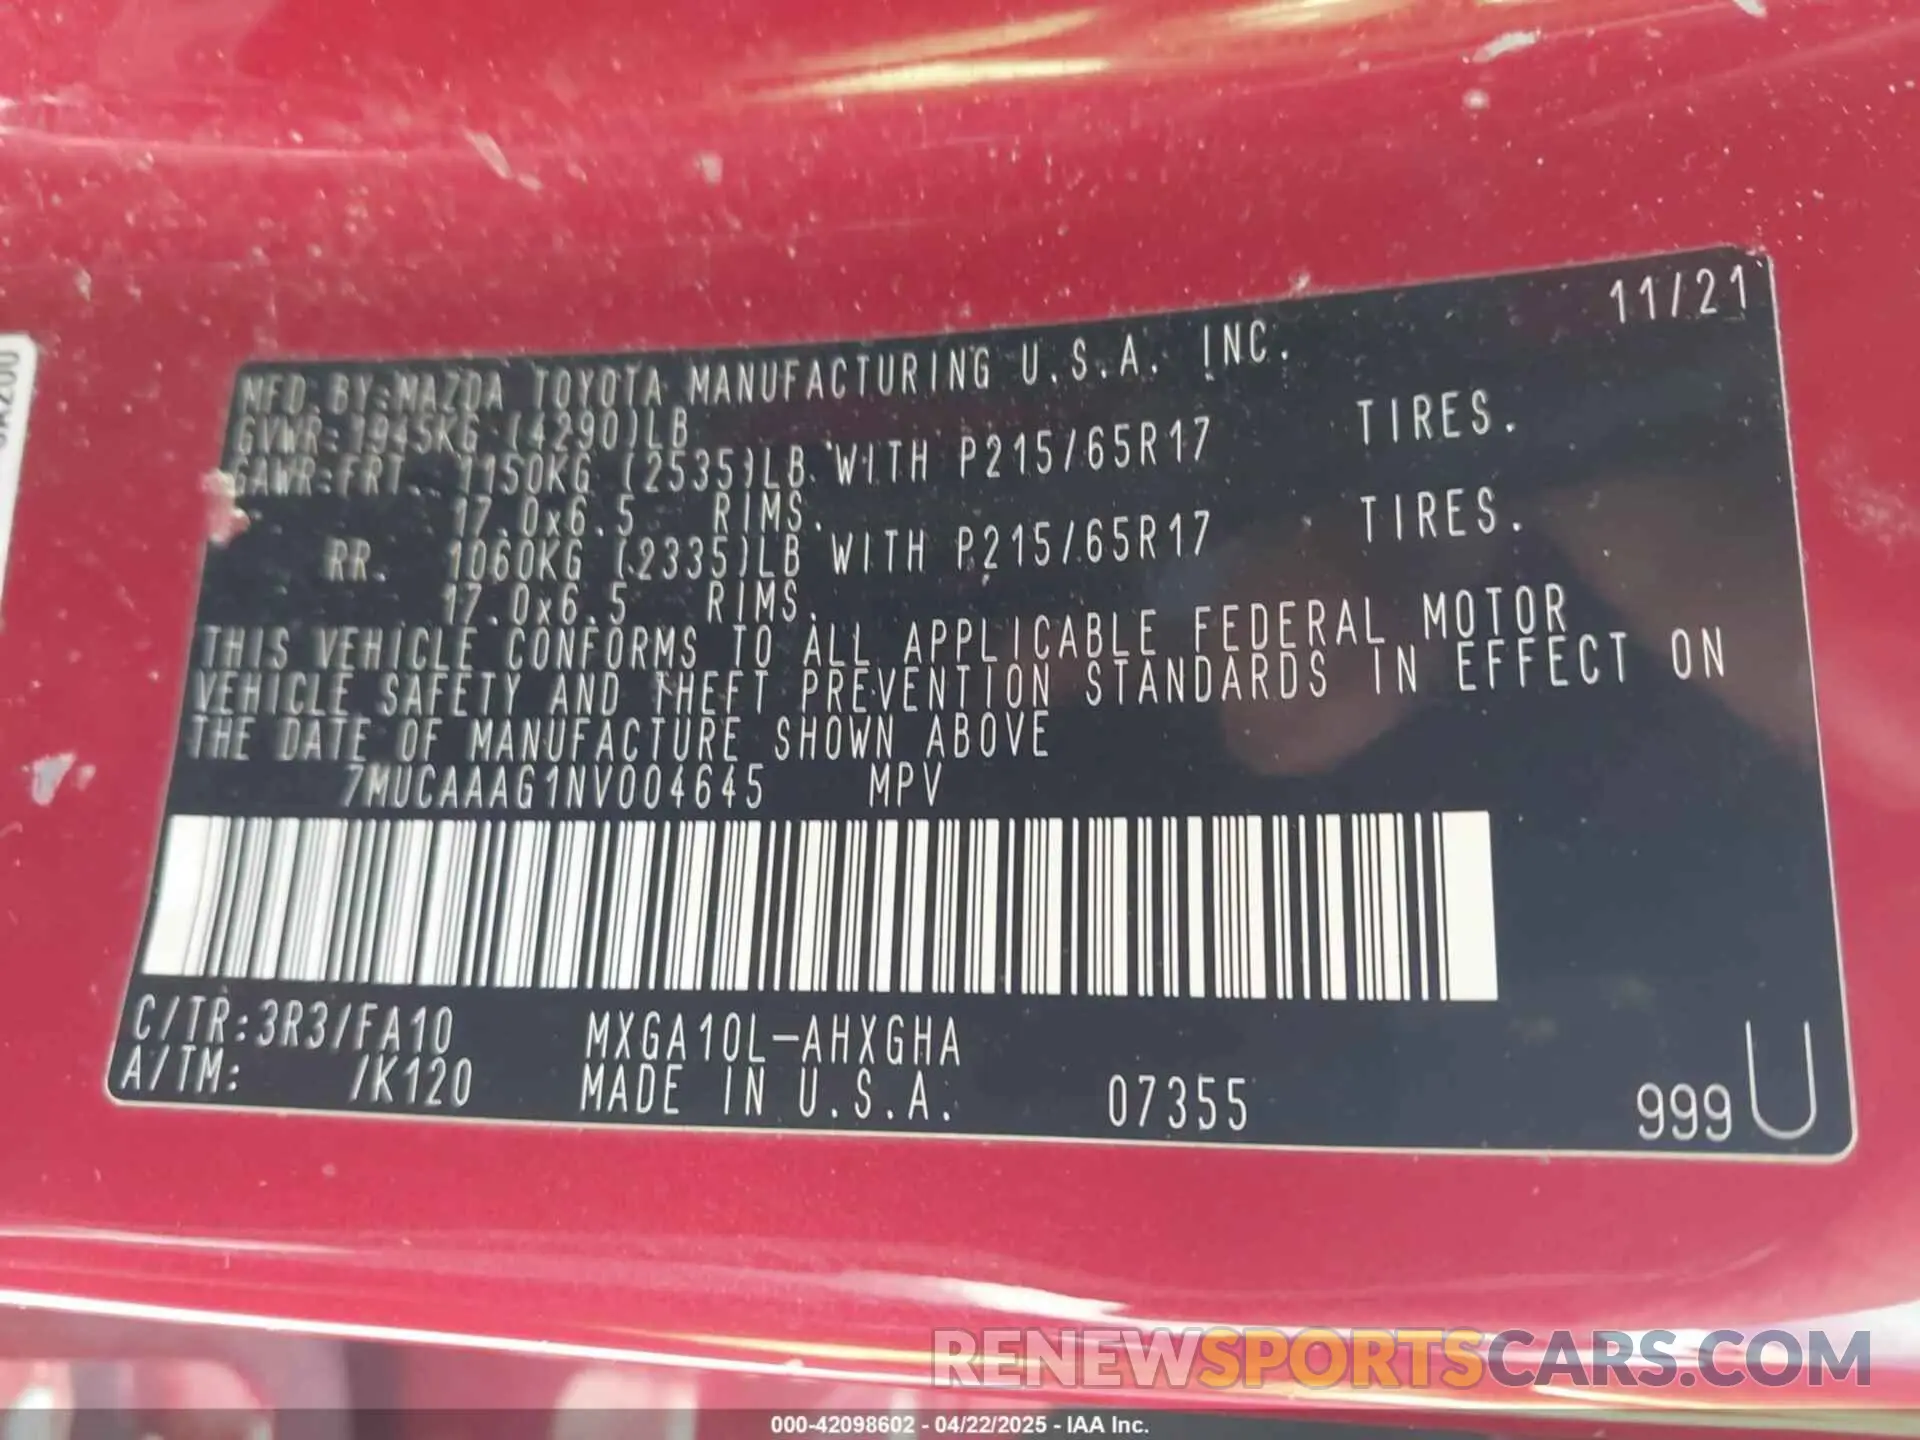 11/21
MFD. BY: MAZDA TOYOTA MANUFACTURING U.S.A. INC.
GVWR: 1945KG (4290)LB
GAWR: FRT. 1150KG (2535)LB WITH P215/65R17 TIRES.
17.0x6.5 RIMS.
RR. 1060KG (2335)LB WITH P215/65R17 TIRES.
17.0x6.5 RIMS.
THIS VEHICLE CONFORMS TO ALL APPLICABLE FEDERAL MOTOR
VEHICLE SAFETY AND THEFT PREVENTION STANDARDS IN EFFECT ON
THE DATE OF MANUFACTURE SHOWN ABOVE
7MUCAAAG1NV004645 MPV
C/TR:3R3/FA10 MXGA10L-AHXGHA
A/TM: /K120 MADE IN U.S.A. 07355 999 U
RENEWSPORTSCARS.COM
000-42098602 - 04/22/2025 - IAA Inc.